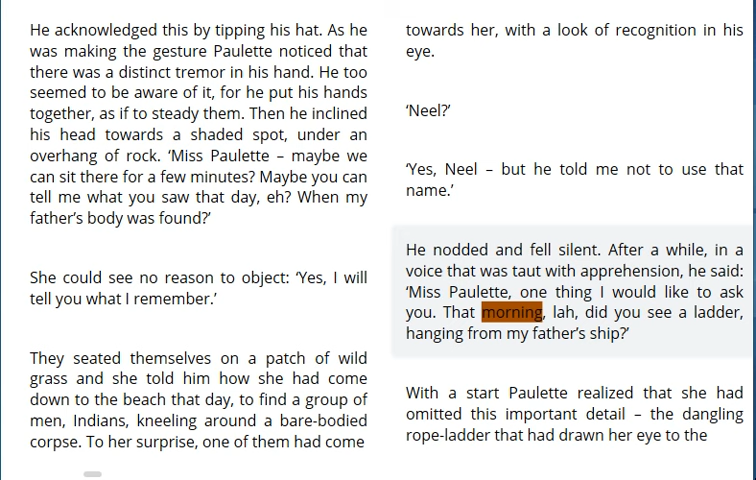 He acknowledged this by tipping his hat. As he
was making the gesture Paulette noticed that
there was a distinct tremor in his hand. He too
seemed to be aware of it, for he put his hands
together, as if to steady them. Then he inclined
his head towards a shaded spot, under an
overhang of rock. ‘Miss Paulette – maybe we
can sit there for a few minutes? Maybe you can
tell me what you saw that day, eh? When my
father’s body was found?’
She could see no reason to object: ‘Yes, I will
tell you what I remember.’
They seated themselves on a patch of wild
grass and she told him how she had come
down to the beach that day, to find a group of
men, Indians, kneeling around a bare-bodied
corpse. To her surprise, one of them had come
towards her, with a look of recognition in his
eye.
‘Neel?’
‘Yes, Neel – but he told me not to use that
name.’
He nodded and fell silent. After a while, in a
voice that was taut with apprehension, he said:
‘Miss Paulette, one thing I would like to ask
you. That morning, lah, did you see a ladder,
hanging from my father’s ship?’
With a start Paulette realized that she had
omitted this important detail – the dangling
rope-ladder that had drawn her eye to the